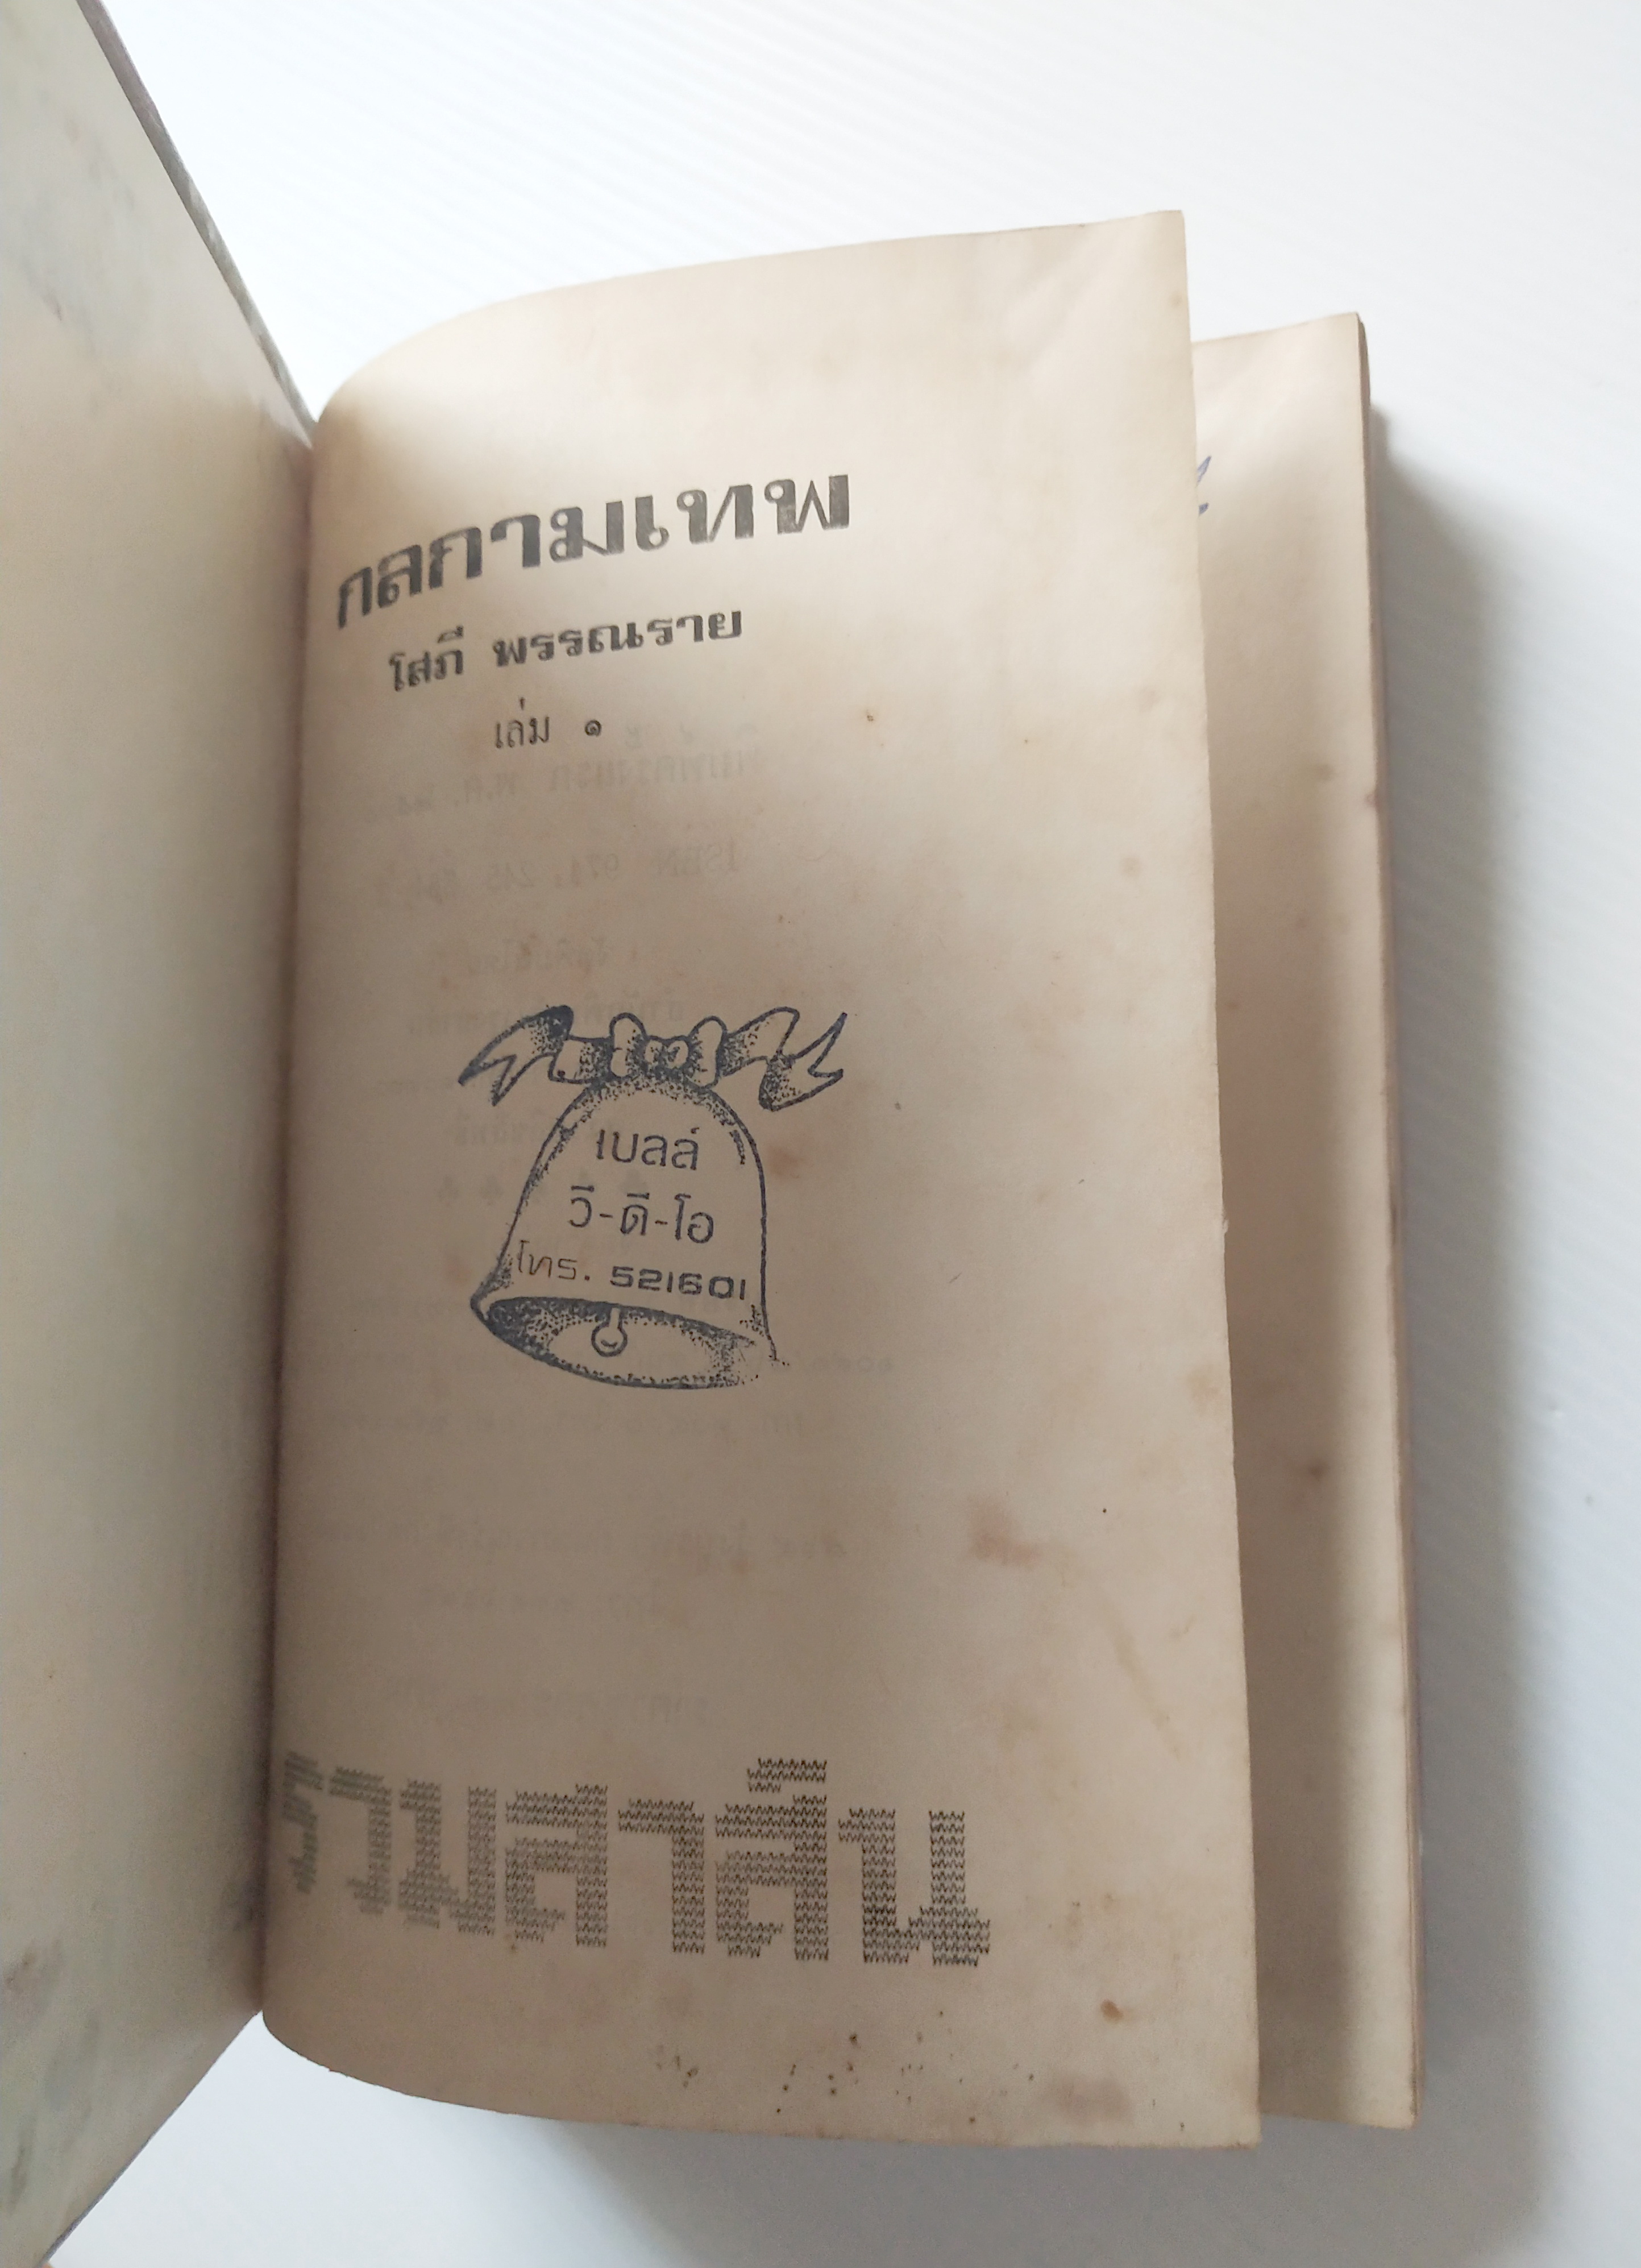 กลกามเทพ
โสภี พรรณราย
เล่ม ๑
เบลล์
วี-ดี-โอ
โทร. 521601
รวมสาส์น